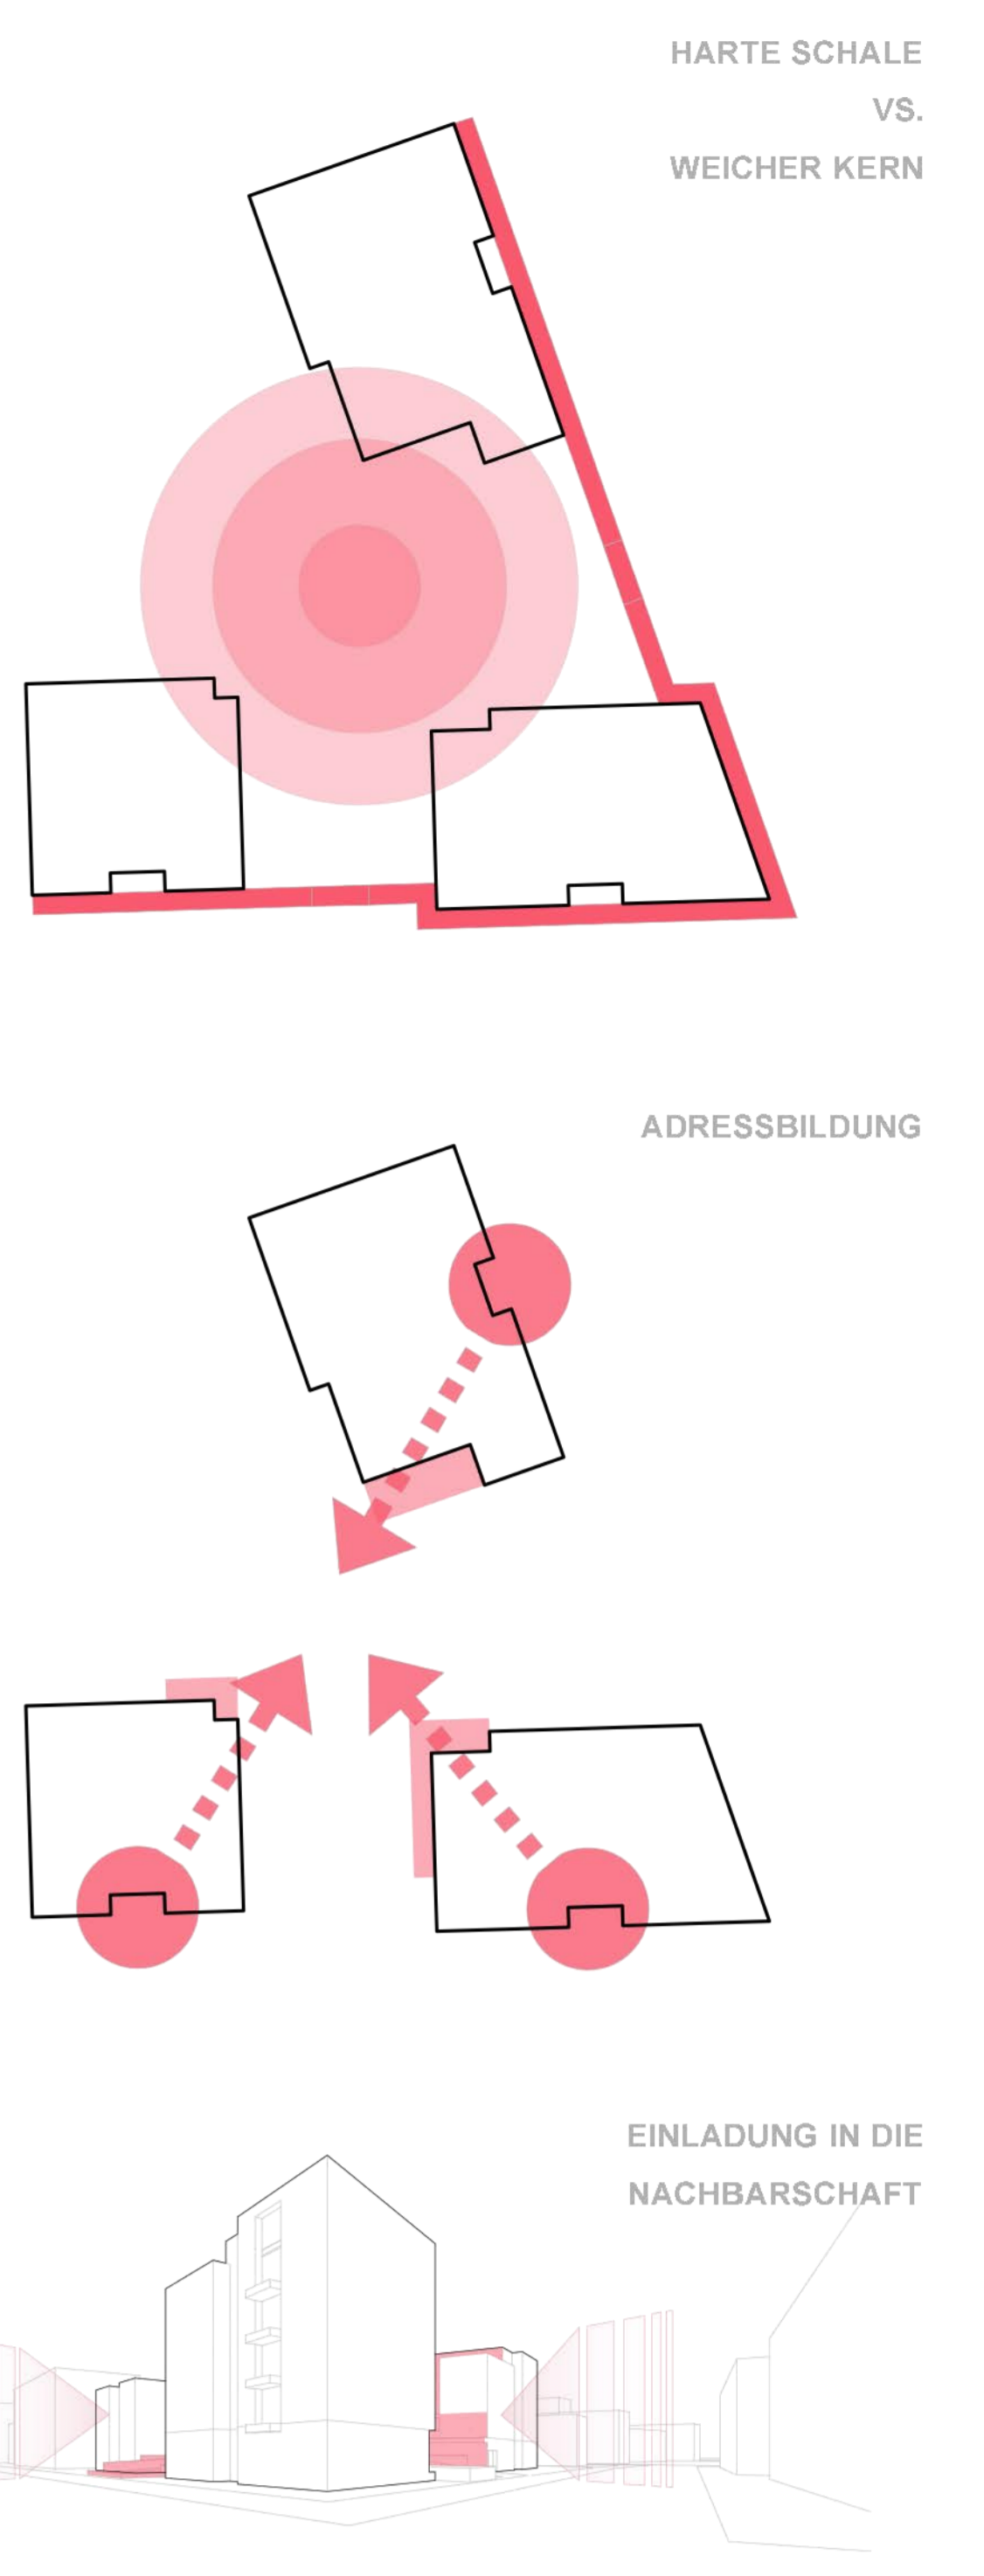 HARTE SCHALE
VS.
WEICHER KERN
ADRESSBILDUNG
EINLADUNG IN DIE
NACHBARSCHAFT